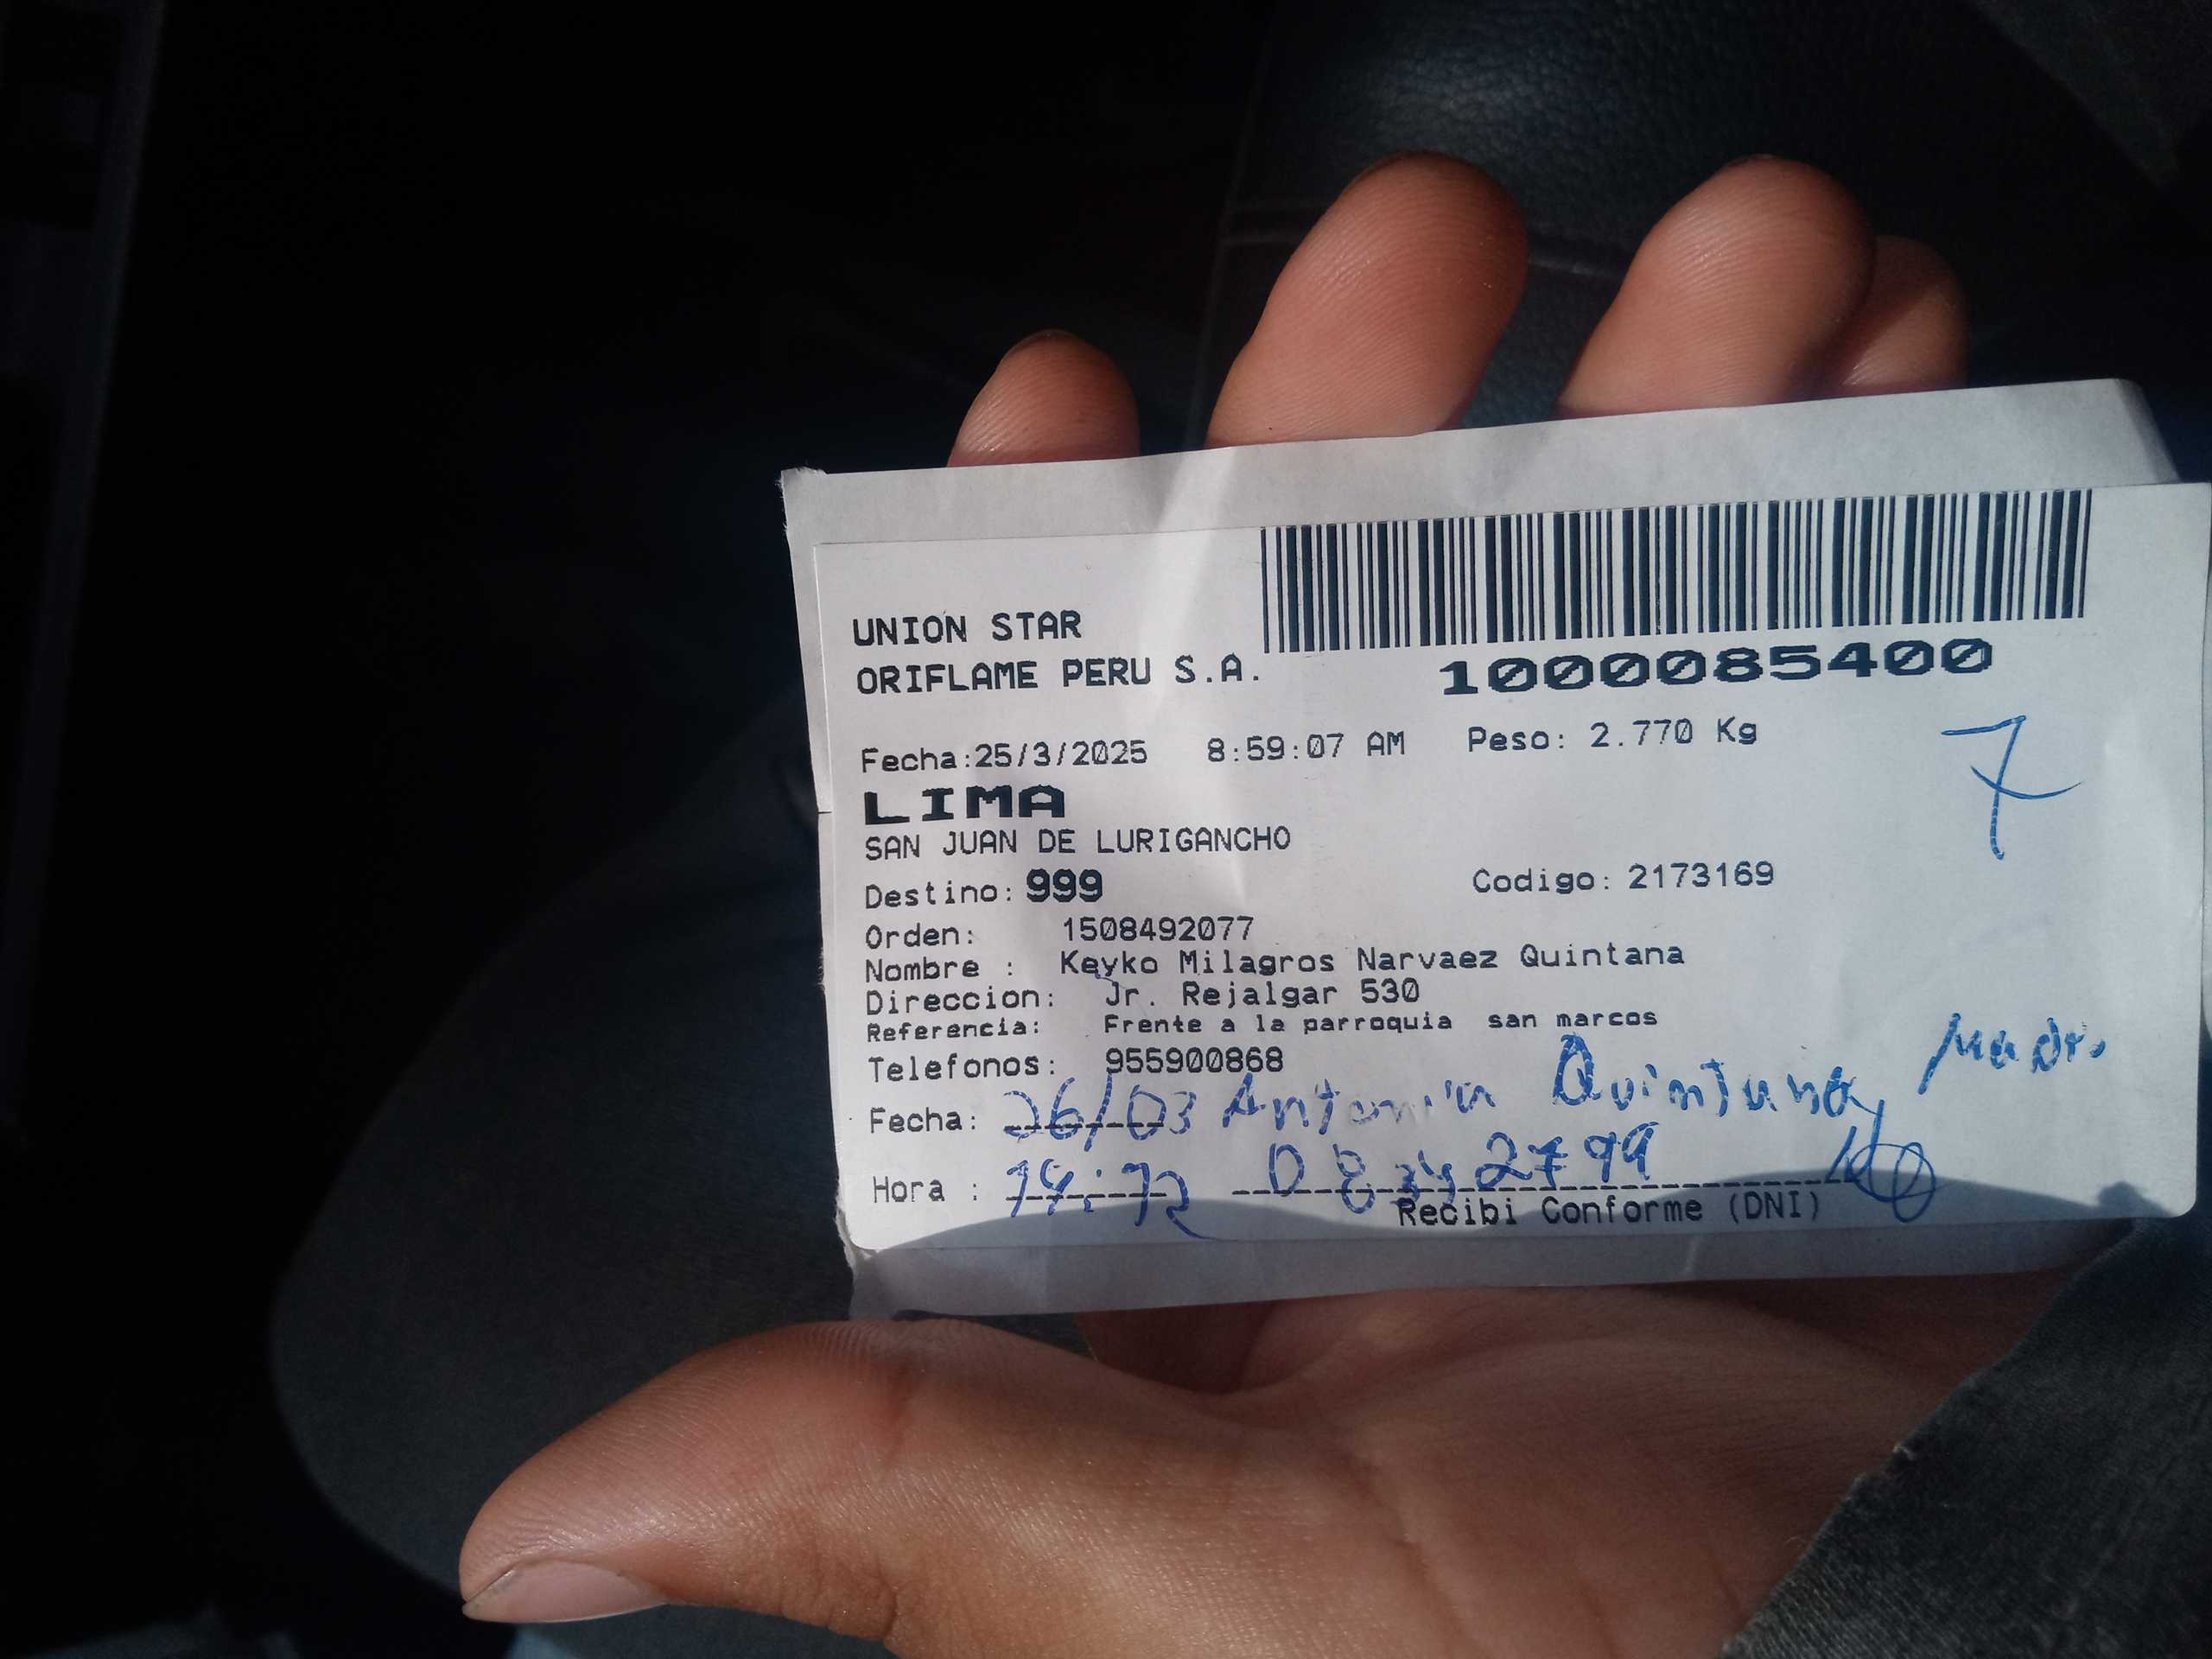 UNION STAR
ORIFLAME PERU S.A.
1000085400
Fecha:25/3/2025 8:59:07 AM Peso: 2.770 Kg
7
LIMA
SAN JUAN DE LURIGANCHO
Destino: 999 Codigo: 2173169
Orden: 1508492077
Nombre : Keyko Milagros Narvaez Quintana
Direccion: Jr. Rejalgar 530
Referencia: Frente a la parroquia san marcos
Telefonos: 955900868
Fecha: 26/03 Antonia Quintana,
Hora :
Recibi Conforme (DNI)